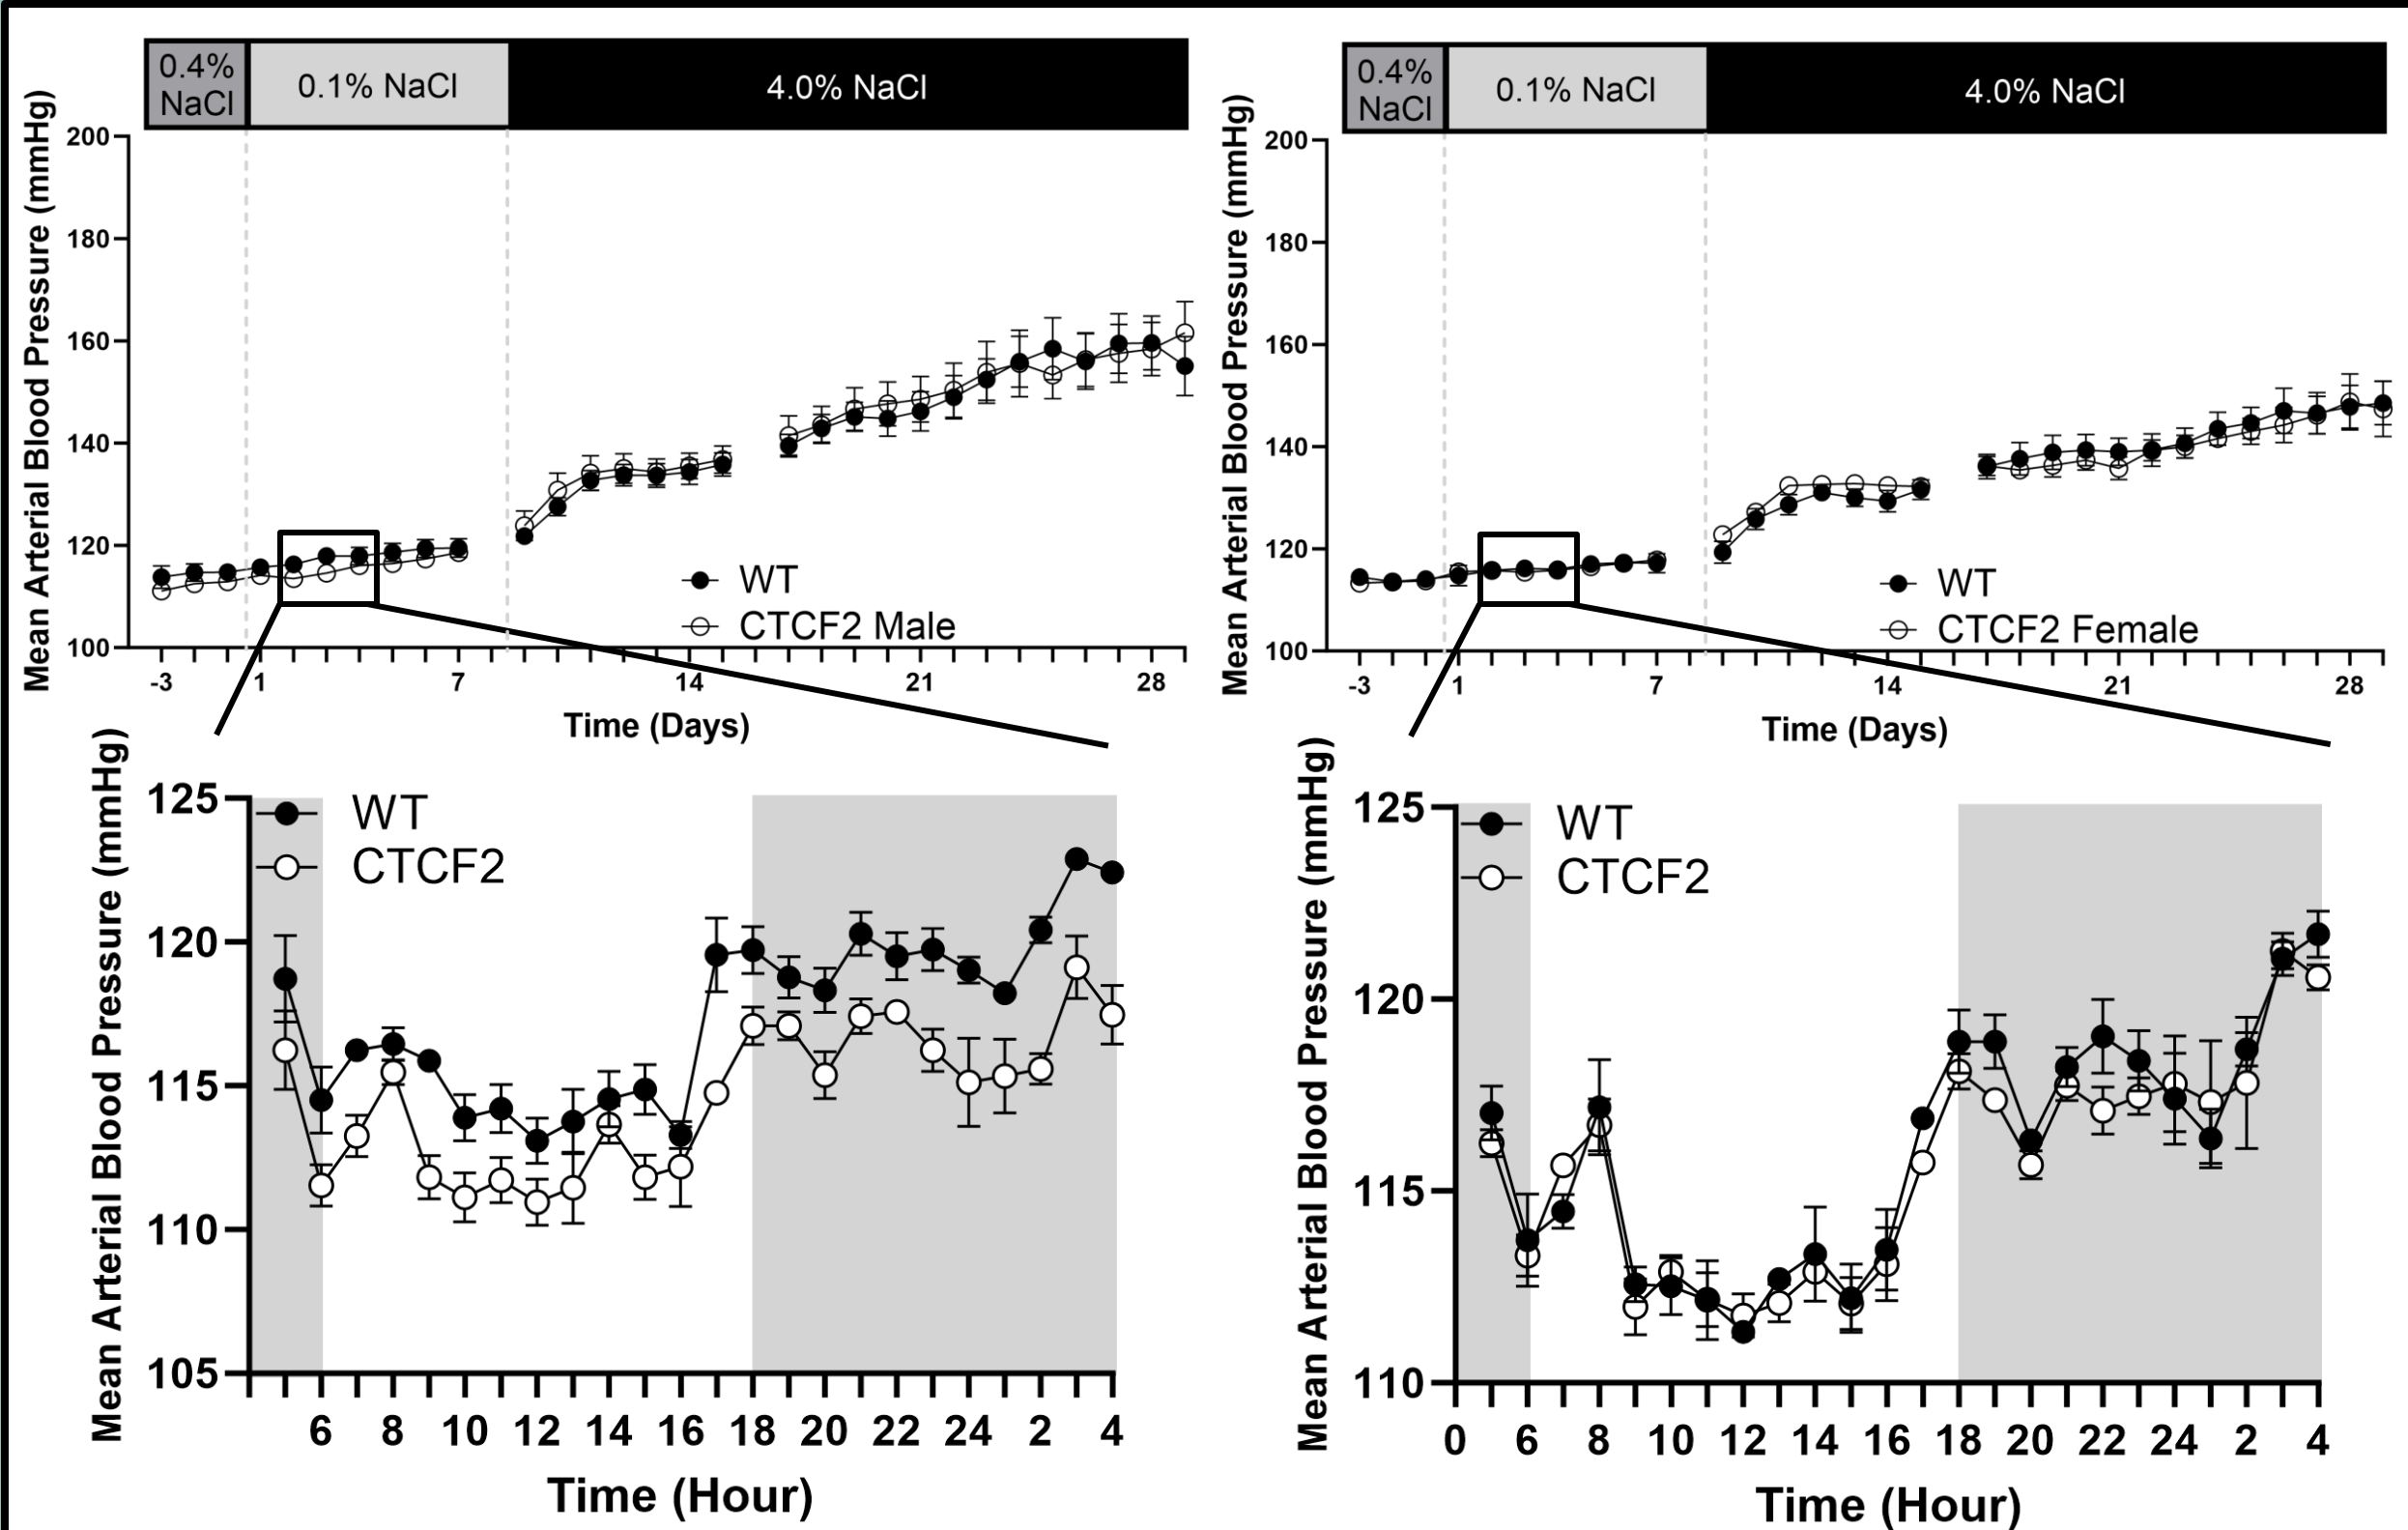 0.4%
NaCl
0.1% NaCl
4.0% NaCl
Mean Arterial Blood Pressure (mmHg)
200
180
160
140
120
100
WT
CTCF2 Male
-3 1 7 14 21 28
Time (Days)
0.4%
NaCl
0.1% NaCl
4.0% NaCl
Mean Arterial Blood Pressure (mmHg)
200
180
160
140
120
100
WT
CTCF2 Female
-3 1 7 14 21 28
Time (Days)
Mean Arterial Blood Pressure (mmHg)
125
120
115
110
105
WT
CTCF2
6 8 10 12 14 16 18 20 22 24 2 4
Time (Hour)
Mean Arterial Blood Pressure (mmHg)
125
120
115
110
WT
CTCF2
0 6 8 10 12 14 16 18 20 22 24 2 4
Time (Hour)